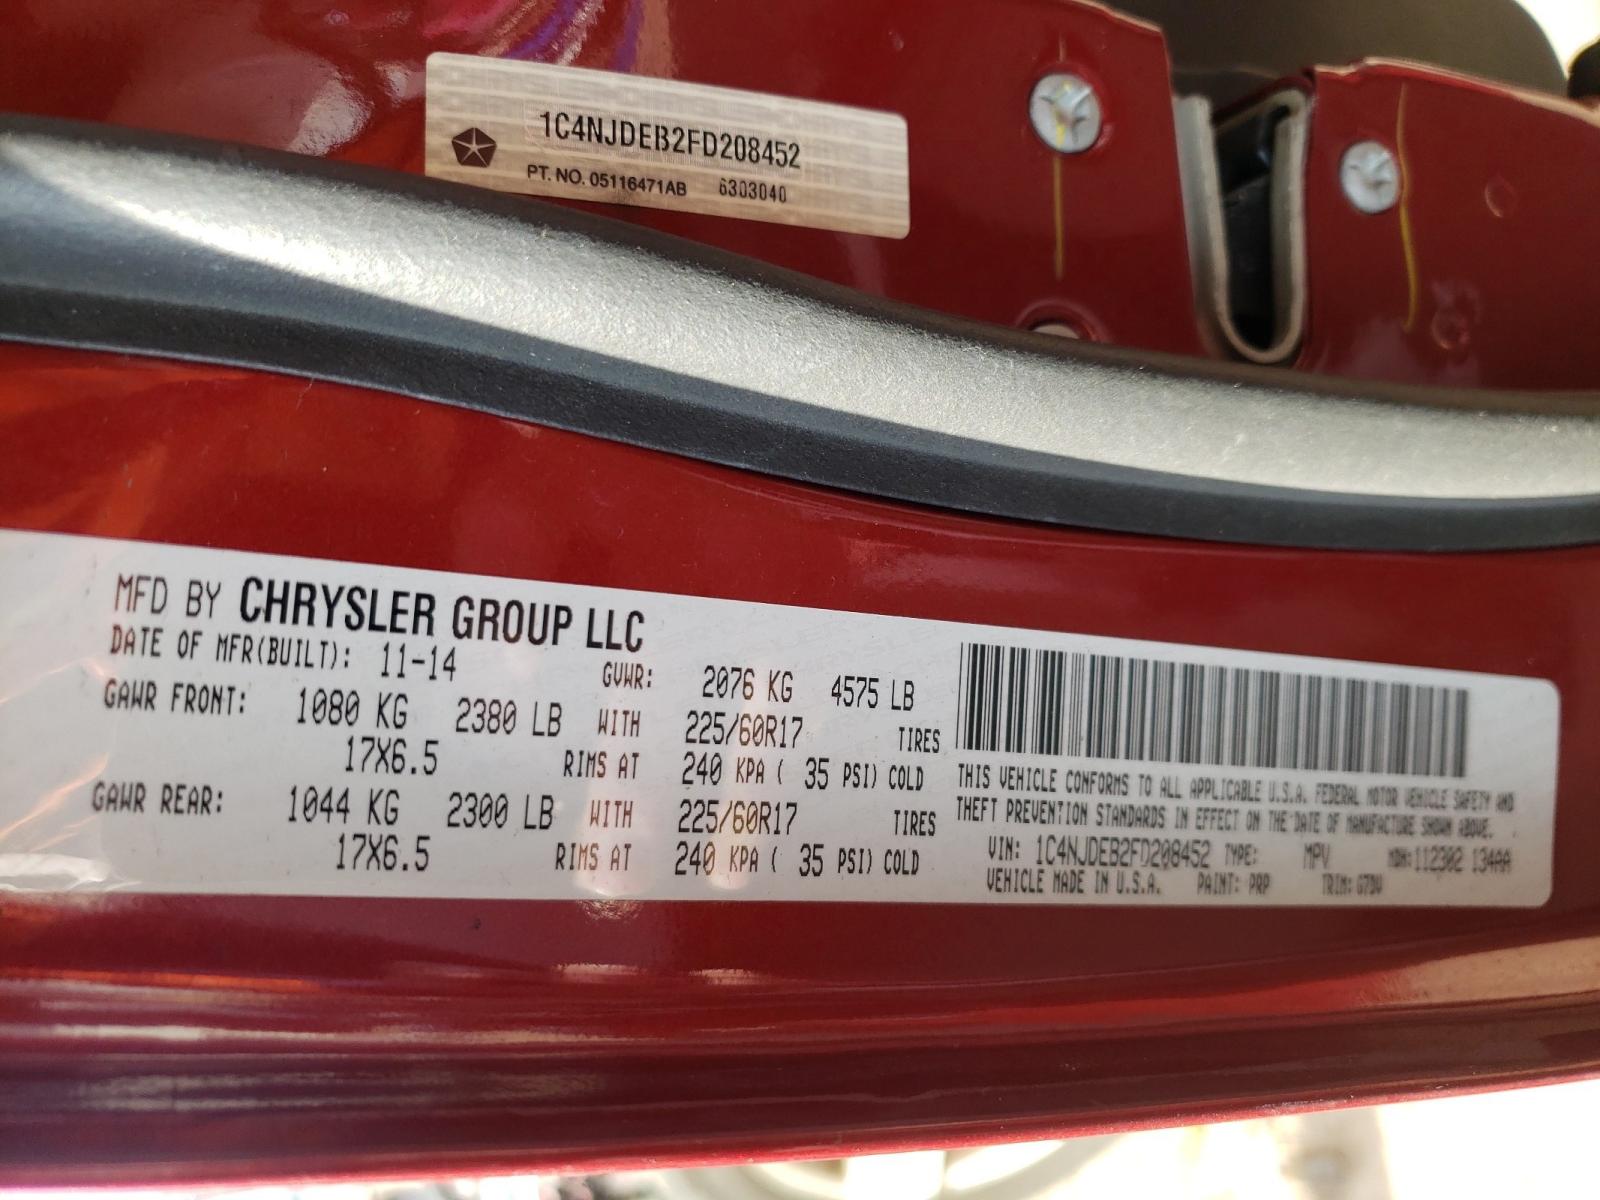 1C4NJDEB2FD208452
PT. NO. 05116471AB 6303040
MFD BY CHRYSLER GROUP LLC
DATE OF MFR(BUILT): 11-14 GVWR: 2076 KG 4575 LB
GAWR FRONT: 1080 KG 2380 LB WITH 225/60R17 TIRES
17X6.5 RIMS AT 240 KPA ( 35 PSI) COLD
GAWR REAR: 1044 KG 2300 LB WITH 225/60R17 TIRES
17X6.5 RIMS AT 240 KPA ( 35 PSI) COLD
THIS VEHICLE CONFORMS TO ALL APPLICABLE U.S.A. FEDERAL MOTOR VEHICLE SAFETY AND
THEFT PREVENTION STANDARDS IN EFFECT ON THE DATE OF MANUFACTURE SHOWN ABOVE.
VIN: 1C4NJDEB2FD208452 TYPE: MPV MDH:112302 134AA
VEHICLE MADE IN U.S.A. PAINT: PRP TRIM: